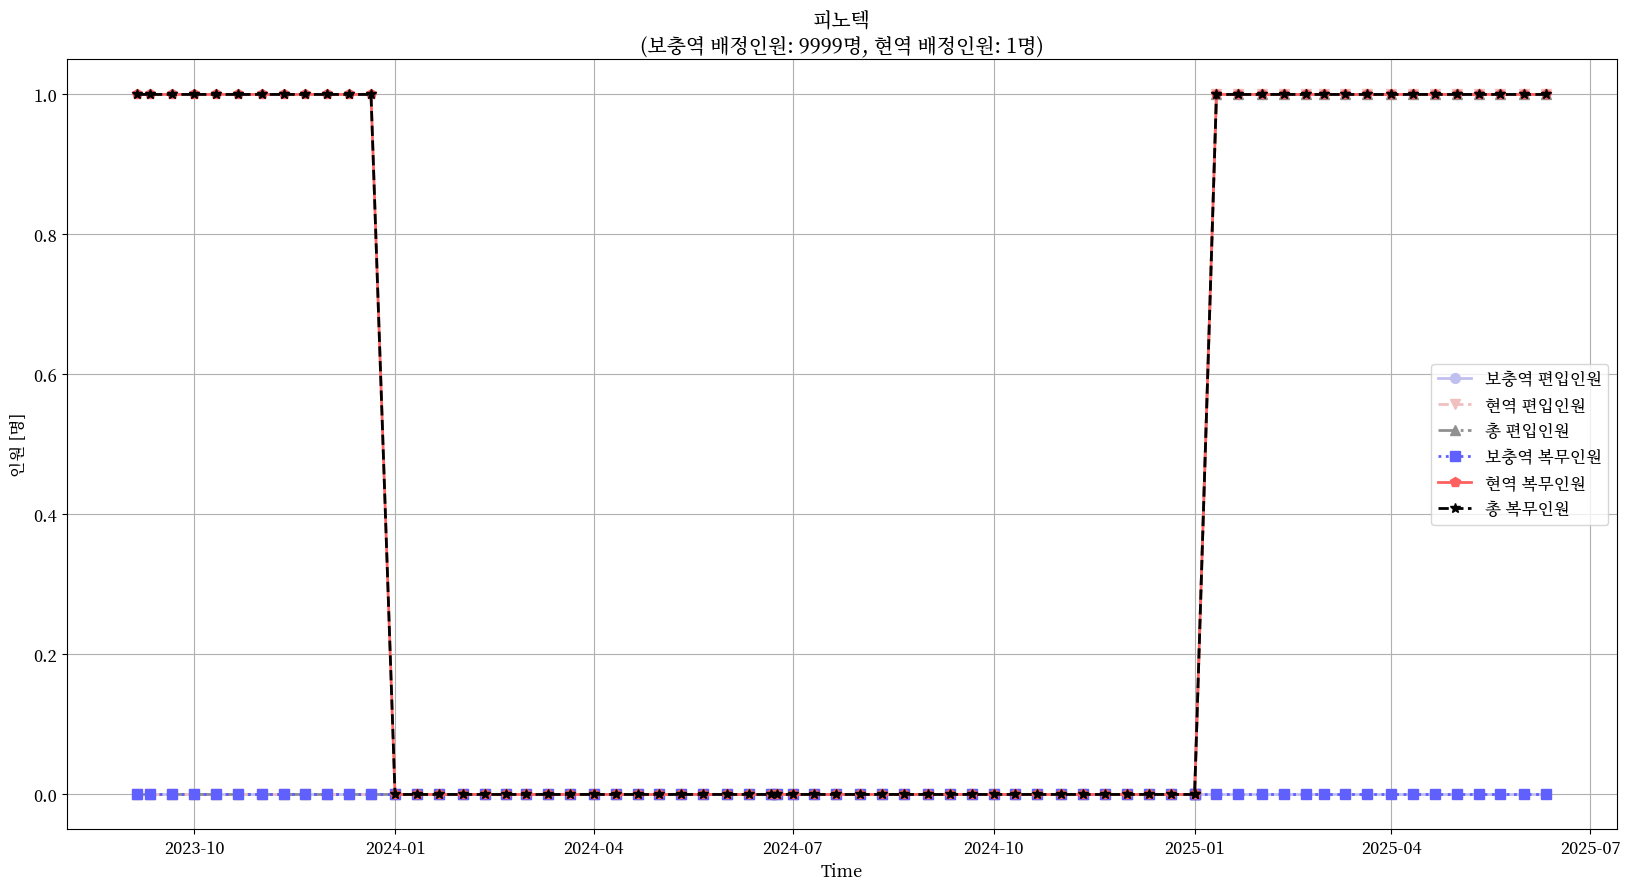 피노텍
(보충역 배정인원: 9999명, 현역 배정인원: 1명)
1.0
0.8
0.6
0.4
0.2
0.0
인원 [명]
보충역 편입인원
현역 편입인원
총 편입인원
보충역 복무인원
현역 복무인원
총 복무인원
2023-10
2024-01
2024-04
2024-07
2024-10
2025-01
2025-04
2025-07
Time